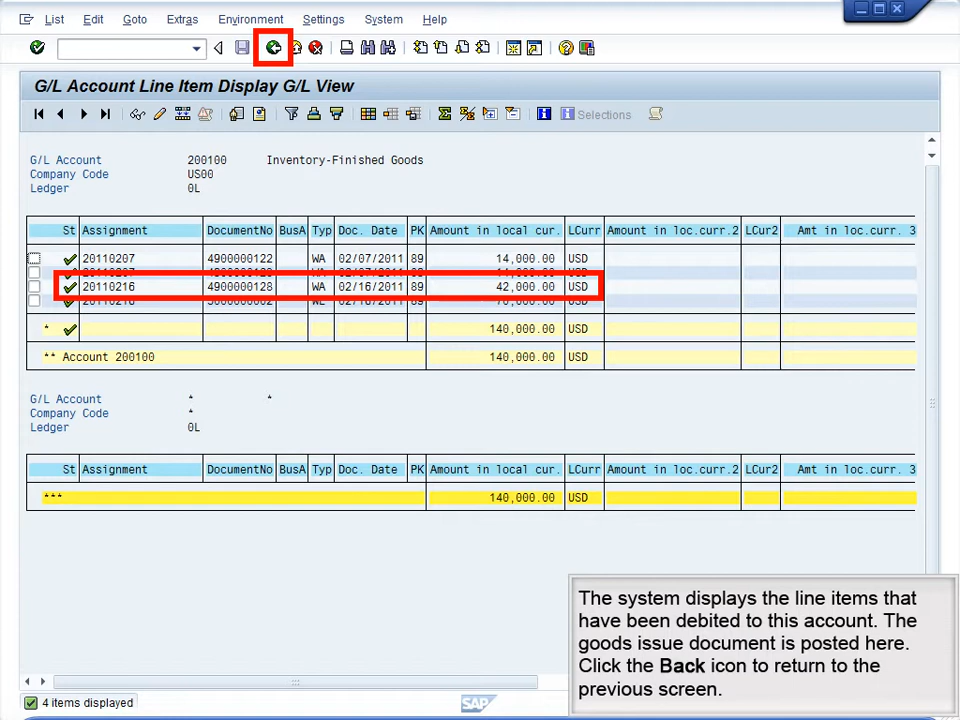 List Edit Goto Extras Environment Settings System Help
G/L Account Line Item Display G/L View
Selections
G/L Account 200100 Inventory-Finished Goods
Company Code US00
Ledger 0L
St Assignment DocumentNo BusA Typ Doc. Date PK Amount in local cur. LCurr Amount in loc.curr.2 LCur2 Amt in loc.curr. 3
20110207 4900000122 WA 02/07/2011 89 14,000.00 USD
20110216 4900000128 WA 02/16/2011 89 42,000.00 USD
* 140,000.00 USD
** Account 200100 140,000.00 USD
G/L Account * *
Company Code *
Ledger 0L
St Assignment DocumentNo BusA Typ Doc. Date PK Amount in local cur. LCurr Amount in loc.curr.2 LCur2 Amt in loc.curr. 3
*** 140,000.00 USD
The system displays the line items that
have been debited to this account. The
goods issue document is posted here.
Click the Back icon to return to the
previous screen.
4 items displayed
SAP